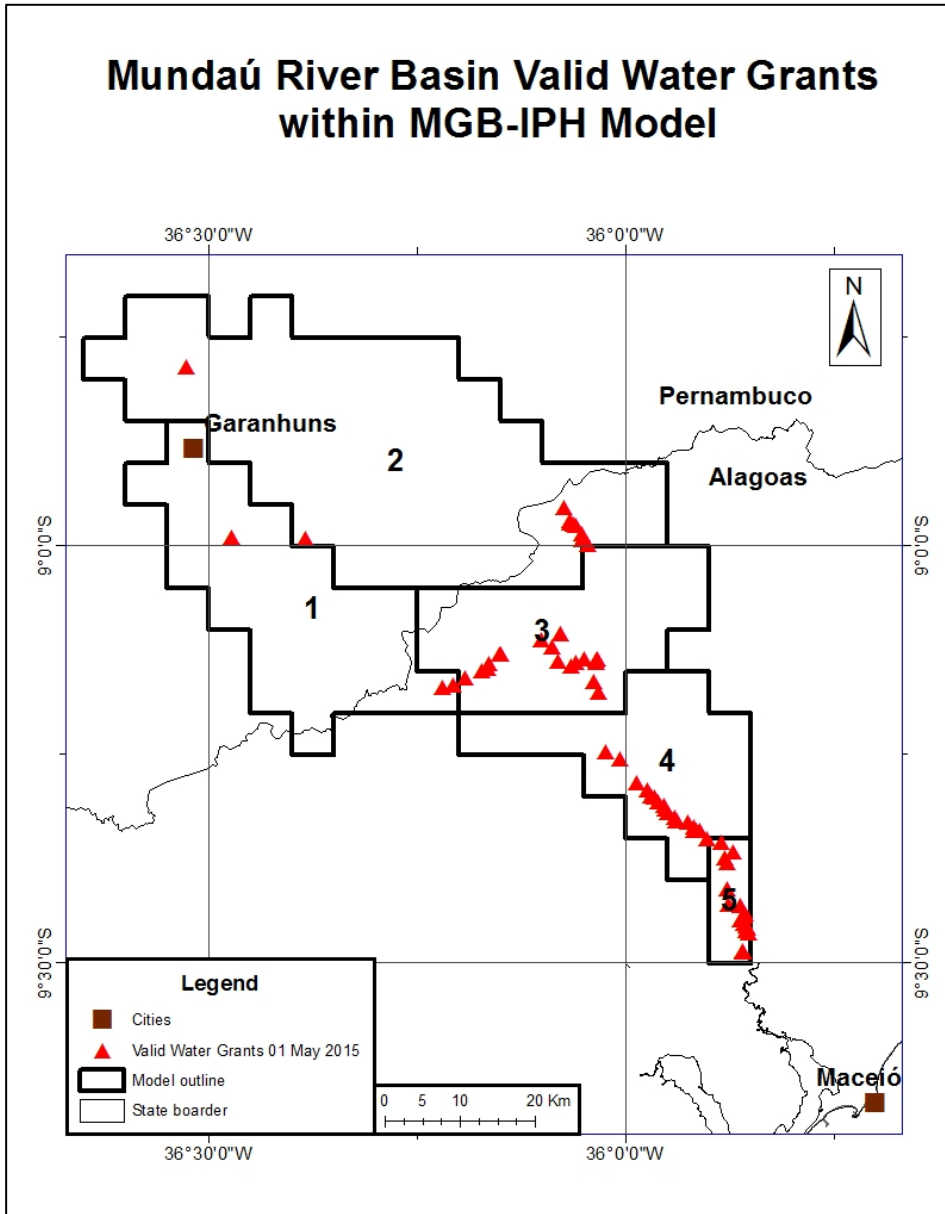 Mundaú River Basin Valid Water Grants
within MGB-IPH Model
36°30'0"W
36°0'0"W
N
Pernambuco
Garanhuns
2
Alagoas
9°0'0"S
9°0'0"S
1
3
4
5
9°30'0"S
9°30'0"S
Legend
Cities
Valid Water Grants 01 May 2015
Model outline
State boarder
0 5 10 20 Km
Maceió
36°30'0"W
36°0'0"W